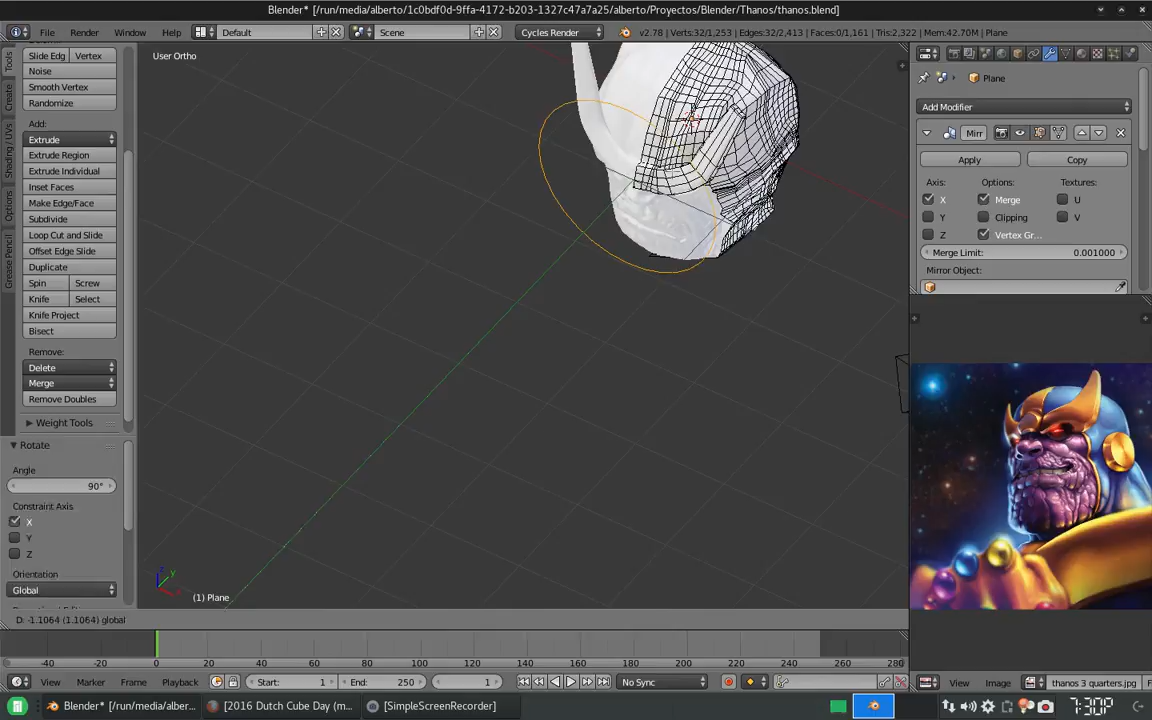 Blender* [/run/media/alberto/1c0bdf0d-9ffa-4172-b203-1327c47a7a25/alberto/Proyectos/Blender/Thanos/thanos.blend]
File Render Window Help Default Scene Cycles Render v2.78 | Verts:32/1,253 | Edges:32/2,413 | Faces:0/1,161 | Tris:2,322 | Mem:42.70M | Plane
Tools
Create
Shading / UVs
Options
Grease Pencil
Slide Edg Vertex
Noise
Smooth Vertex
Randomize
Add:
Extrude
Extrude Region
Extrude Individual
Inset Faces
Make Edge/Face
Subdivide
Loop Cut and Slide
Offset Edge Slide
Duplicate
Spin Screw
Knife Select
Knife Project
Bisect
Remove:
Delete
Merge
Remove Doubles
Weight Tools
Rotate
Angle
90°
Constraint Axis
X
Y
Z
Orientation
Global
User Ortho
(1) Plane
D: -1.1064 (1.1064) global
Plane
Add Modifier
Mirr
Apply Copy
Axis: Options: Textures:
X Merge U
Y Clipping V
Z Vertex Gr...
Merge Limit: 0.001000
Mirror Object:
-40 -20 0 20 40 60 80 100 120 140 160 180 200 220 240 260 280
View Marker Frame Playback Start: 1 End: 250 1 No Sync
View Image thanos 3 quarters.jpg
Blender* [/run/media/alber... [2016 Dutch Cube Day (m... [SimpleScreenRecorder] 7:30P